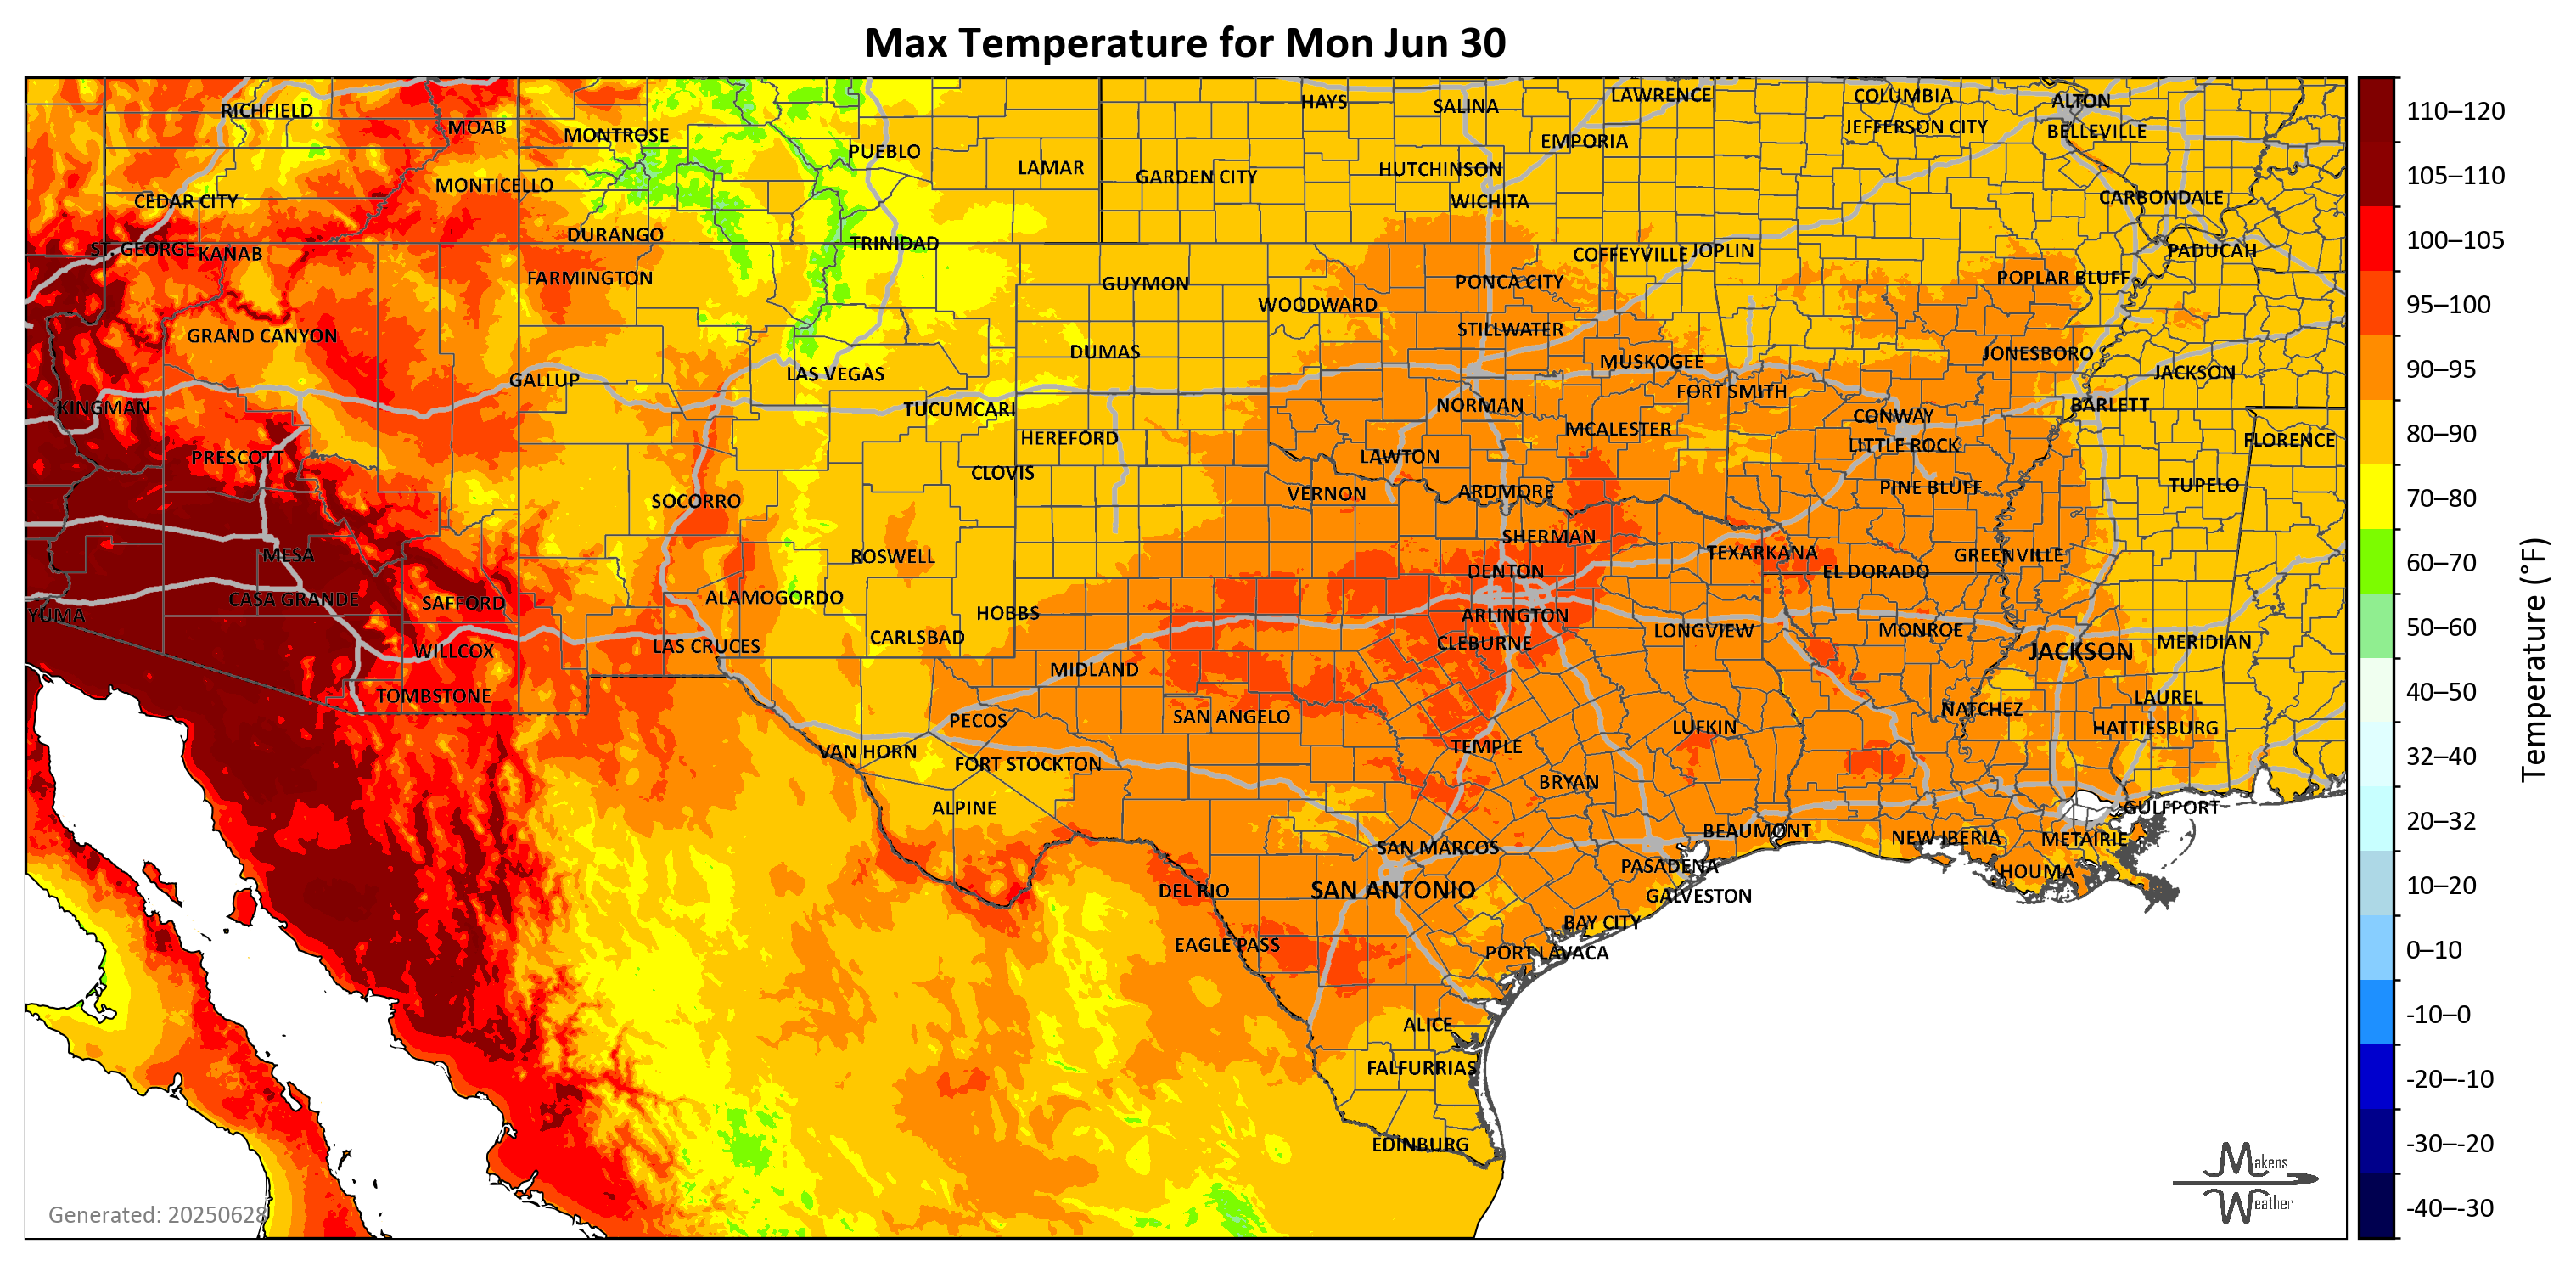 Max Temperature for Mon Jun 30
RICHFIELD
MOAB
MONTROSE
PUEBLO
LAMAR
HAYS
SALINA
LAWRENCE
COLUMBIA
ALTON
JEFFERSON CITY
BELLEVILLE
EMPORIA
HUTCHINSON
GARDEN CITY
MONTICELLO
CEDAR CITY
WICHITA
CARBONDALE
DURANGO
TRINIDAD
ST. GEORGE
KANAB
COFFEYVILLE
JOPLIN
PADUCAH
FARMINGTON
GUYMON
PONCA CITY
POPLAR BLUFF
WOODWARD
GRAND CANYON
STILLWATER
DUMAS
MUSKOGEE
JONESBORO
LAS VEGAS
JACKSON
GALLUP
FORT SMITH
KINGMAN
TUCUMCARI
NORMAN
CONWAY
BARLETT
HEREFORD
MCALESTER
LITTLE ROCK
FLORENCE
PRESCOTT
LAWTON
CLOVIS
SOCORRO
VERNON
ARDMORE
PINE BLUFF
TUPELO
SHERMAN
MESA
ROSWELL
TEXARKANA
GREENVILLE
DENTON
EL DORADO
CASA GRANDE
SAFFORD
ALAMOGORDO
HOBBS
YUMA
ARLINGTON
LAS CRUCES
CARLSBAD
CLEBURNE
LONGVIEW
MONROE
WILLCOX
JACKSON
MERIDIAN
MIDLAND
TOMBSTONE
LAUREL
PECOS
SAN ANGELO
NATCHEZ
LUFKIN
HATTIESBURG
VAN HORN
TEMPLE
FORT STOCKTON
BRYAN
ALPINE
GULFPORT
BEAUMONT
NEW IBERIA
METAIRIE
SAN MARCOS
PASADENA
HOUMA
DEL RIO
SAN ANTONIO
GALVESTON
BAY CITY
EAGLE PASS
PORT LAVACA
ALICE
FALFURRIAS
EDINBURG
Generated: 20250628
Makens
Weather
110–120
105–110
100–105
95–100
90–95
80–90
70–80
60–70
50–60
40–50
32–40
20–32
10–20
0–10
-10–0
-20–-10
-30–-20
-40–-30
Temperature (°F)